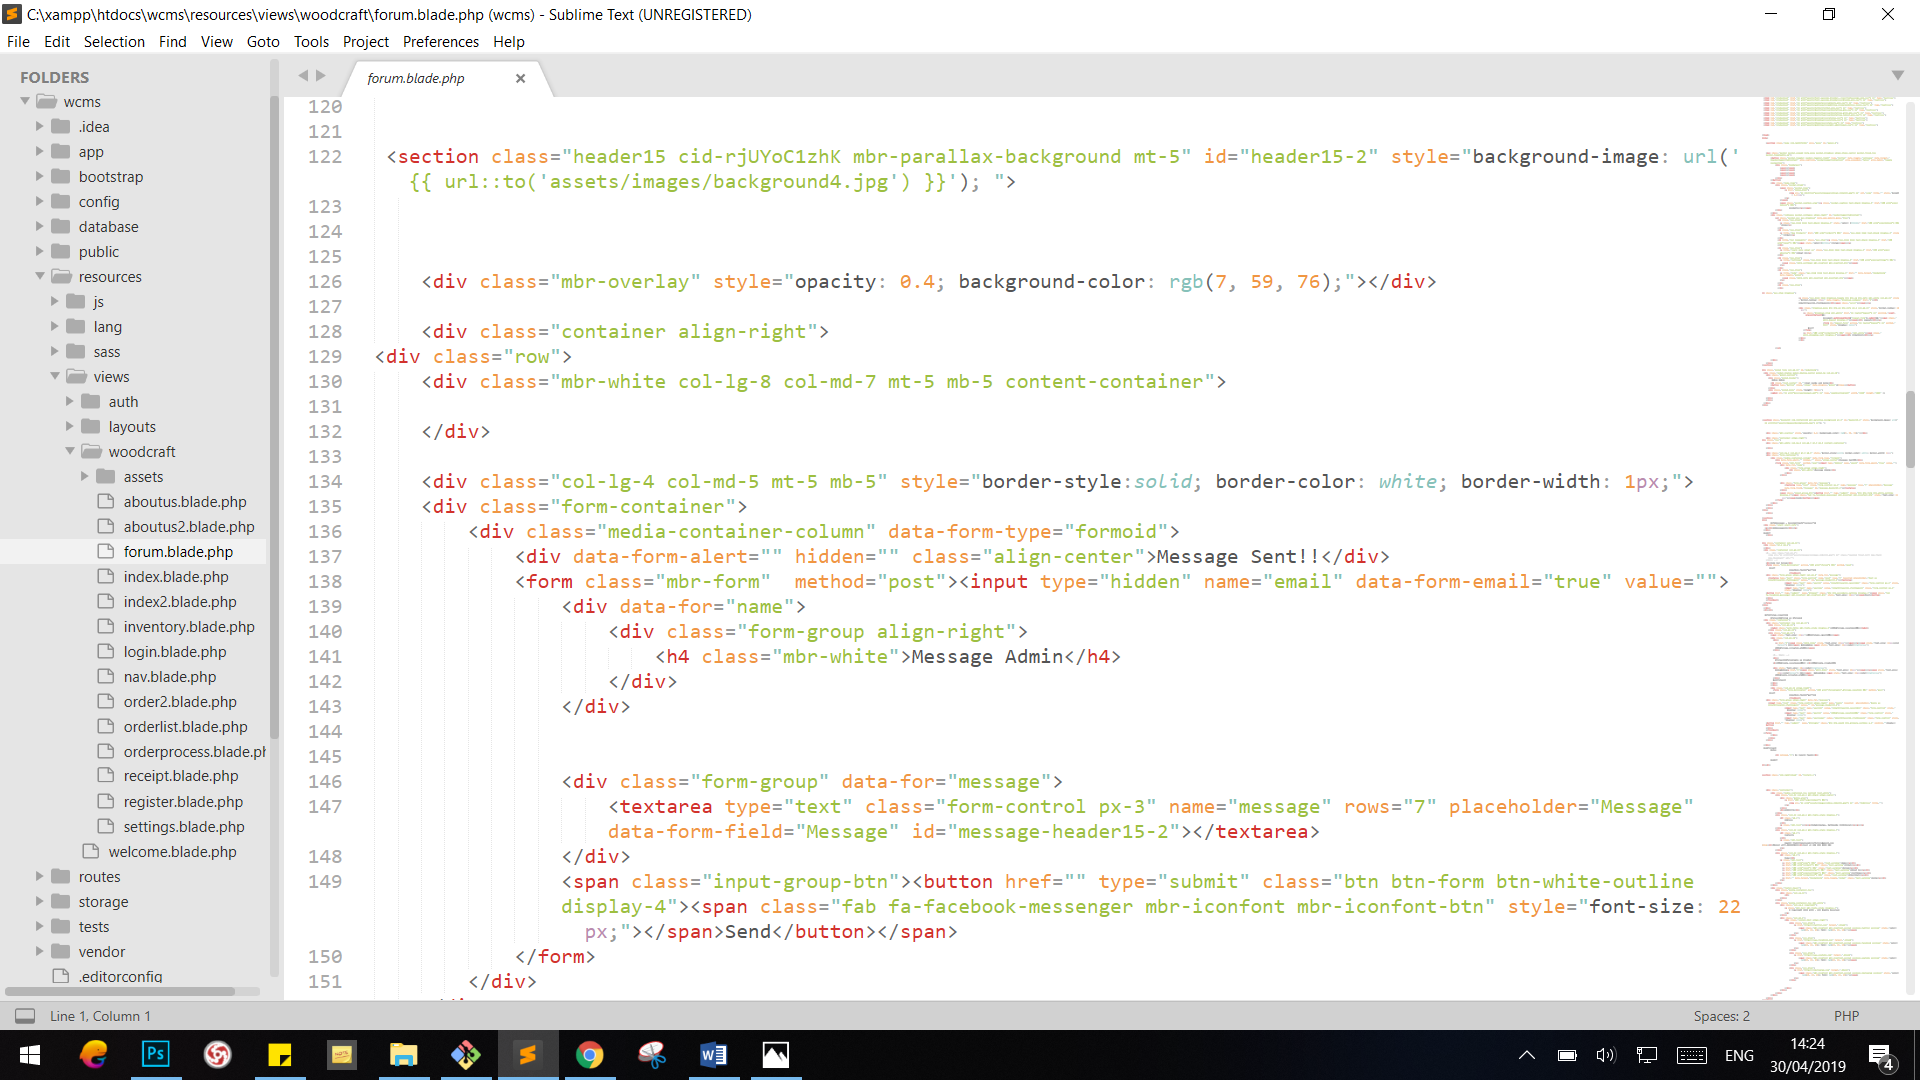 C:\xampp\htdocs\wcms\resources\views\woodcraft\forum.blade.php (wcms) - Sublime Text (UNREGISTERED)
File Edit Selection Find View Goto Tools Project Preferences Help
FOLDERS
wcms
.idea
app
bootstrap
config
database
public
resources
js
lang
sass
views
auth
layouts
woodcraft
assets
aboutus.blade.php
aboutus2.blade.php
forum.blade.php
index.blade.php
index2.blade.php
inventory.blade.php
login.blade.php
nav.blade.php
order2.blade.php
orderlist.blade.php
orderprocess.blade.ph
receipt.blade.php
register.blade.php
settings.blade.php
welcome.blade.php
routes
storage
tests
vendor
.editorconfig
forum.blade.php
120
121
122 <section class="header15 cid-rjUYoC1zhK mbr-parallax-background mt-5" id="header15-2" style="background-image: url('
{{ url::to('assets/images/background4.jpg') }}'); ">
123
124
125
126 <div class="mbr-overlay" style="opacity: 0.4; background-color: rgb(7, 59, 76);"></div>
127
128 <div class="container align-right">
129 <div class="row">
130 <div class="mbr-white col-lg-8 col-md-7 mt-5 mb-5 content-container">
131
132 </div>
133
134 <div class="col-lg-4 col-md-5 mt-5 mb-5" style="border-style:solid; border-color: white; border-width: 1px;">
135 <div class="form-container">
136 <div class="media-container-column" data-form-type="formoid">
137 <div data-form-alert="" hidden="" class="align-center">Message Sent!!</div>
138 <form class="mbr-form"  method="post"><input type="hidden" name="email" data-form-email="true" value="">
139 <div data-for="name">
140 <div class="form-group align-right">
141 <h4 class="mbr-white">Message Admin</h4>
142 </div>
143 </div>
144
145
146 <div class="form-group" data-for="message">
147 <textarea type="text" class="form-control px-3" name="message" rows="7" placeholder="Message"
data-form-field="Message" id="message-header15-2"></textarea>
148 </div>
149 <span class="input-group-btn"><button href="" type="submit" class="btn btn-form btn-white-outline
display-4"><span class="fab fa-facebook-messenger mbr-iconfont mbr-iconfont-btn" style="font-size: 22
px;"></span>Send</button></span>
150 </form>
151 </div>
Line 1, Column 1
Spaces: 2
PHP
Ps
ENG
14:24
30/04/2019
4